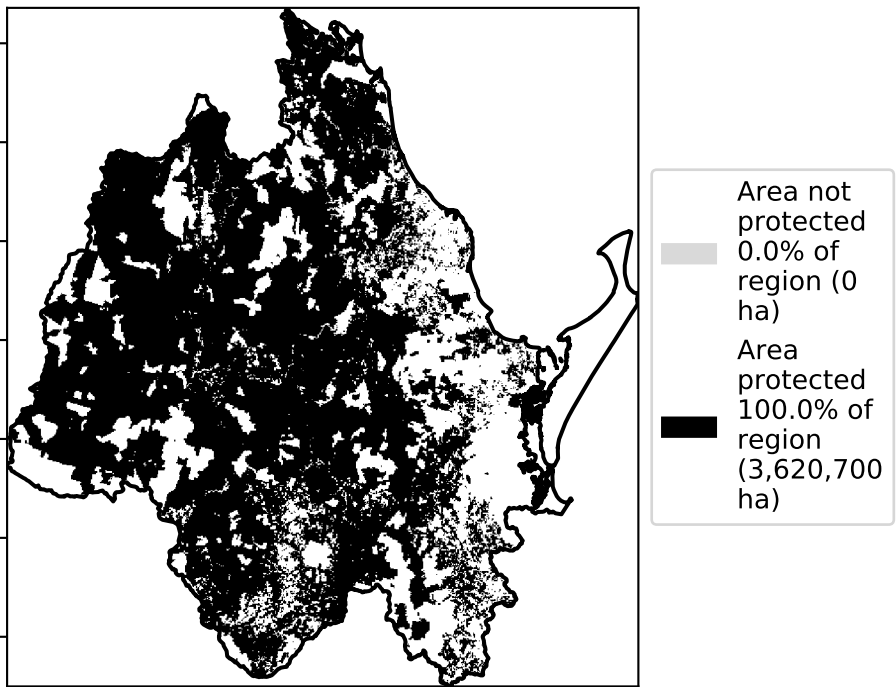 Area not
protected
0.0% of
region (0
ha)
Area
protected
100.0% of
region
(3,620,700
ha)